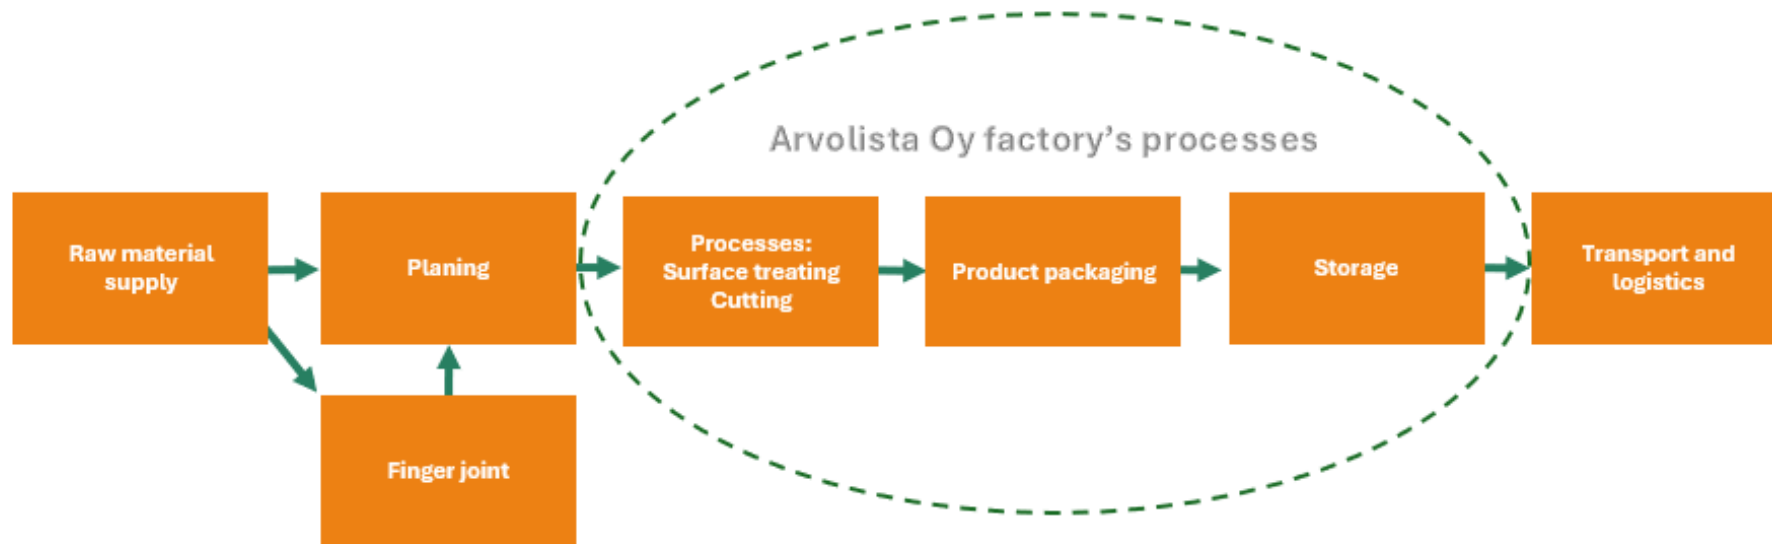 Arvolista Oy factory's processes
Raw material
supply
Planing
Processes:
Surface treating
Cutting
Product packaging
Storage
Transport and
logistics
Finger joint